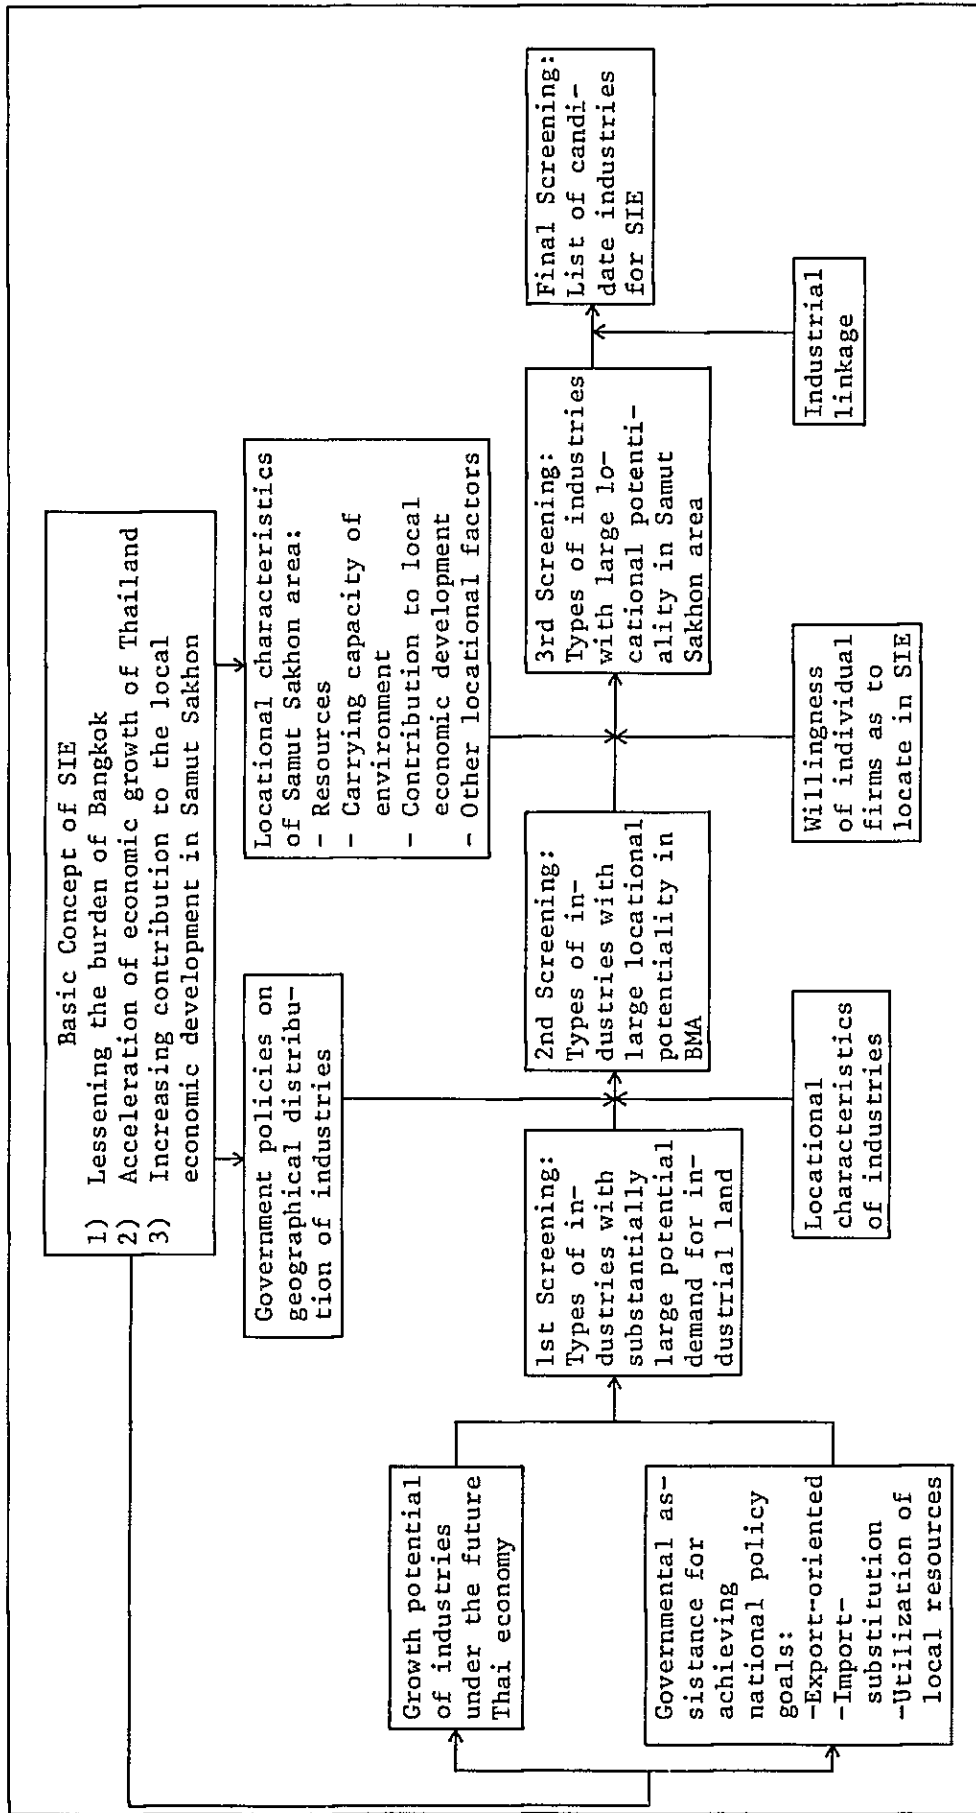 Basic Concept of SIE
1) Lessening the burden of Bangkok
2) Acceleration of economic growth of Thailand
3) Increasing contribution to the local
economic development in Samut Sakhon
Government policies on
geographical distribu-
tion of industries
Locational characteristics
of Samut Sakhon area:
- Resources
- Carrying capacity of
environment
- Contribution to local
economic development
- Other locational factors
Growth potential
of industries
under the future
Thai economy
Governmental as-
sistance for
achieving
national policy
goals:
-Export-oriented
-Import-
substitution
-Utilization of
local resources
1st Screening:
Types of in-
dustries with
substantially
large potential
demand for in-
dustrial land
2nd Screening:
Types of in-
dustries with
large locational
potentiality in
BMA
3rd Screening:
Types of industries
with large lo-
cational potenti-
ality in Samut
Sakhon area
Final Screening:
List of candi-
date industries
for SIE
Locational
characteristics
of industries
Willingness
of individual
firms as to
locate in SIE
Industrial
linkage